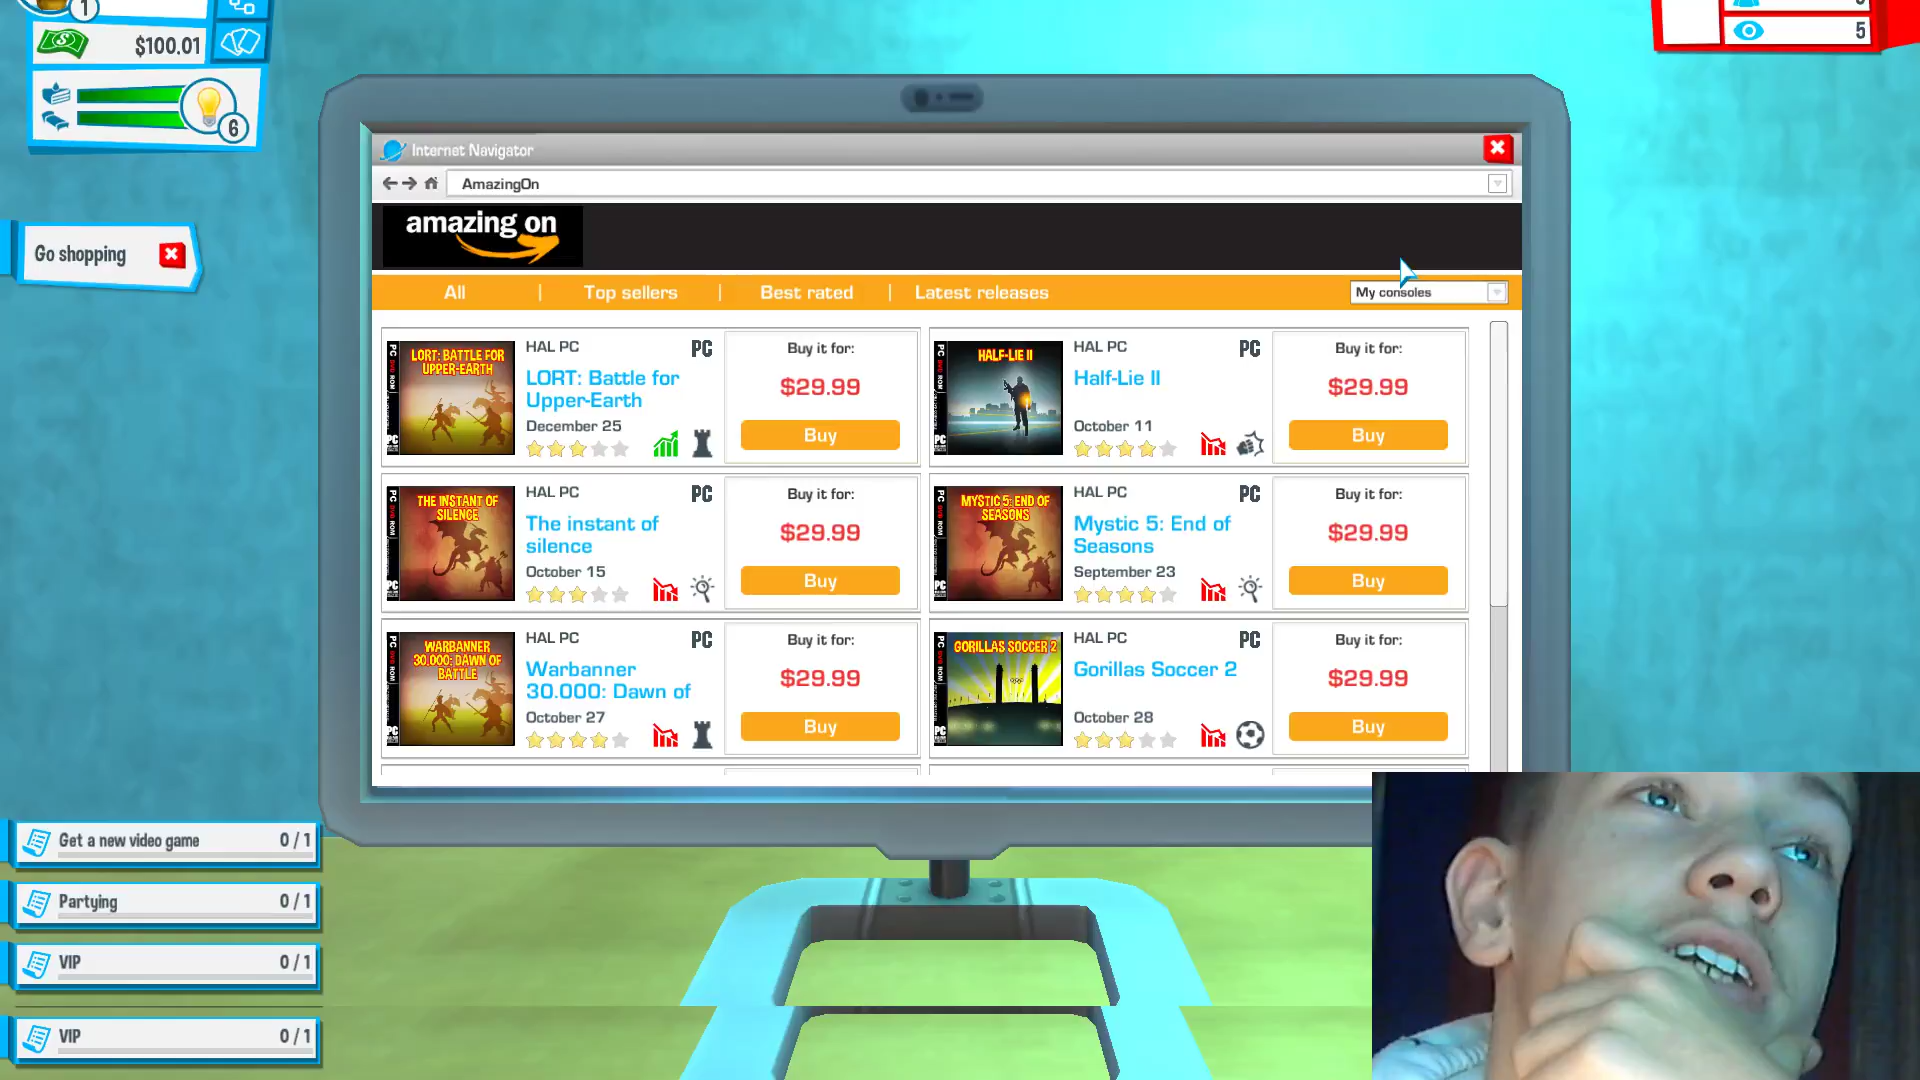 1
$100.01
6
5
Go shopping
Internet Navigator
AmazingOn
amazing on
All | Top sellers | Best rated | Latest releases
My consoles
LORT: BATTLE FOR
UPPER-EARTH
HAL PC
PC
LORT: Battle for
Upper-Earth
December 25
Buy it for:
$29.99
Buy
HALF-LIE II
HAL PC
PC
Half-Lie II
October 11
Buy it for:
$29.99
Buy
THE INSTANT OF
SILENCE
HAL PC
PC
The instant of
silence
October 15
Buy it for:
$29.99
Buy
MYSTIC 5: END OF
SEASONS
HAL PC
PC
Mystic 5: End of
Seasons
September 23
Buy it for:
$29.99
Buy
WARBANNER
30.000: DAWN OF
BATTLE
HAL PC
PC
Warbanner
30.000: Dawn of
October 27
Buy it for:
$29.99
Buy
GORILLAS SOCCER 2
HAL PC
PC
Gorillas Soccer 2
October 28
Buy it for:
$29.99
Buy
Get a new video game 0 / 1
Partying 0 / 1
VIP 0 / 1
VIP 0 / 1